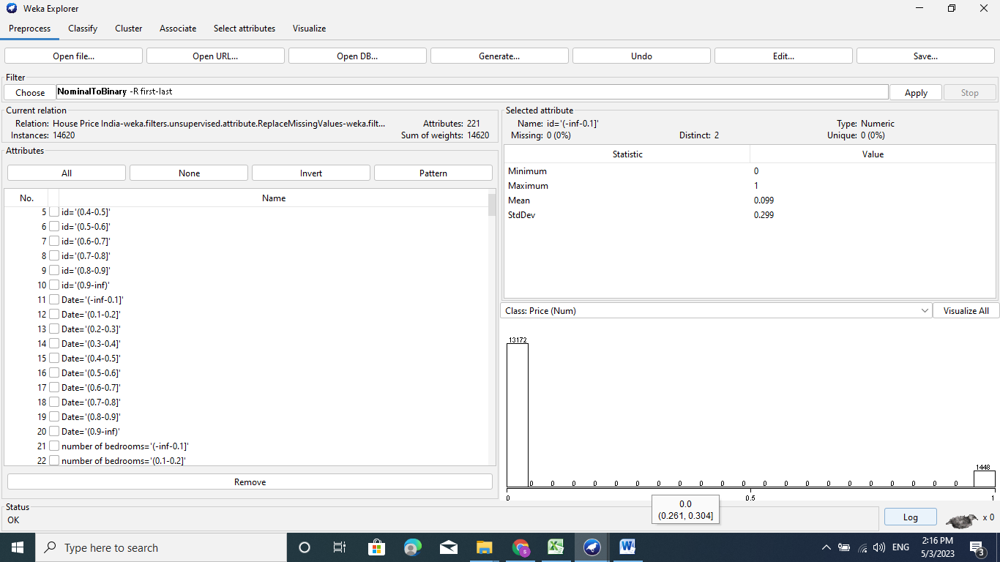 Weka Explorer
Preprocess Classify Cluster Associate Select attributes Visualize
Open file... Open URL... Open DB... Generate... Undo Edit... Save...
Filter
Choose NominalToBinary -R first-last Apply Stop
Current relation
Relation: House Price India-weka.filters.unsupervised.attribute.ReplaceMissingValues-weka.filt... Attributes: 221
Instances: 14620 Sum of weights: 14620
Attributes
All None Invert Pattern
No. Name
5 id='(0.4-0.5]'
6 id='(0.5-0.6]'
7 id='(0.6-0.7]'
8 id='(0.7-0.8]'
9 id='(0.8-0.9]'
10 id='(0.9-inf)'
11 Date='(-inf-0.1]'
12 Date='(0.1-0.2]'
13 Date='(0.2-0.3]'
14 Date='(0.3-0.4]'
15 Date='(0.4-0.5]'
16 Date='(0.5-0.6]'
17 Date='(0.6-0.7]'
18 Date='(0.7-0.8]'
19 Date='(0.8-0.9]'
20 Date='(0.9-inf)'
21 number of bedrooms='(-inf-0.1]'
22 number of bedrooms='(0.1-0.2]'
Remove
Selected attribute
Name: id='(-inf-0.1]' Type: Numeric
Missing: 0 (0%) Distinct: 2 Unique: 0 (0%)
Statistic Value
Minimum 0
Maximum 1
Mean 0.099
StdDev 0.299
Class: Price (Num) Visualize All
13172
1448
0 0 0 0 0 0 0 0 0 0 0 0 0 0 0 0 0 0 0 0 0
0 0.5 1
0.0
(0.261, 0.304]
Status
OK
Log x 0
Type here to search
ENG
2:16 PM
5/3/2023
3